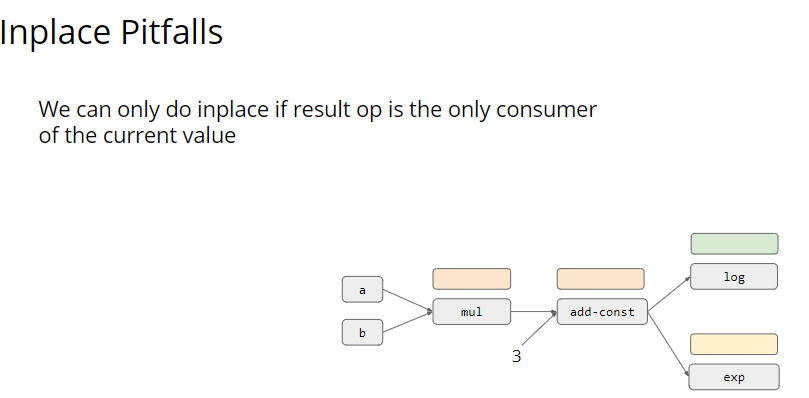 Inplace Pitfalls
We can only do inplace if result op is the only consumer
of the current value
log
a
mul
add-const
b
3
exp